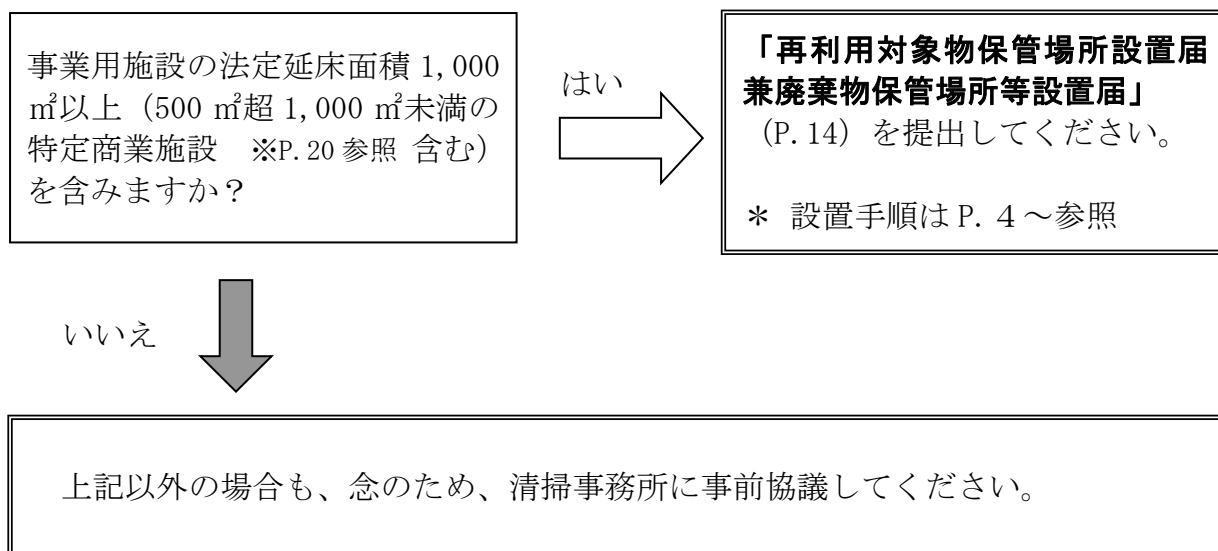 事業用施設の法定延床面積 1,000
㎡以上（500 ㎡超 1,000 ㎡未満の
特定商業施設　※P.20 参照 含む）
を含みますか？
はい
「再利用対象物保管場所設置届
兼廃棄物保管場所等設置届」
（P.14）を提出してください。
＊ 設置手順は P.４～参照
いいえ
上記以外の場合も、念のため、清掃事務所に事前協議してください。